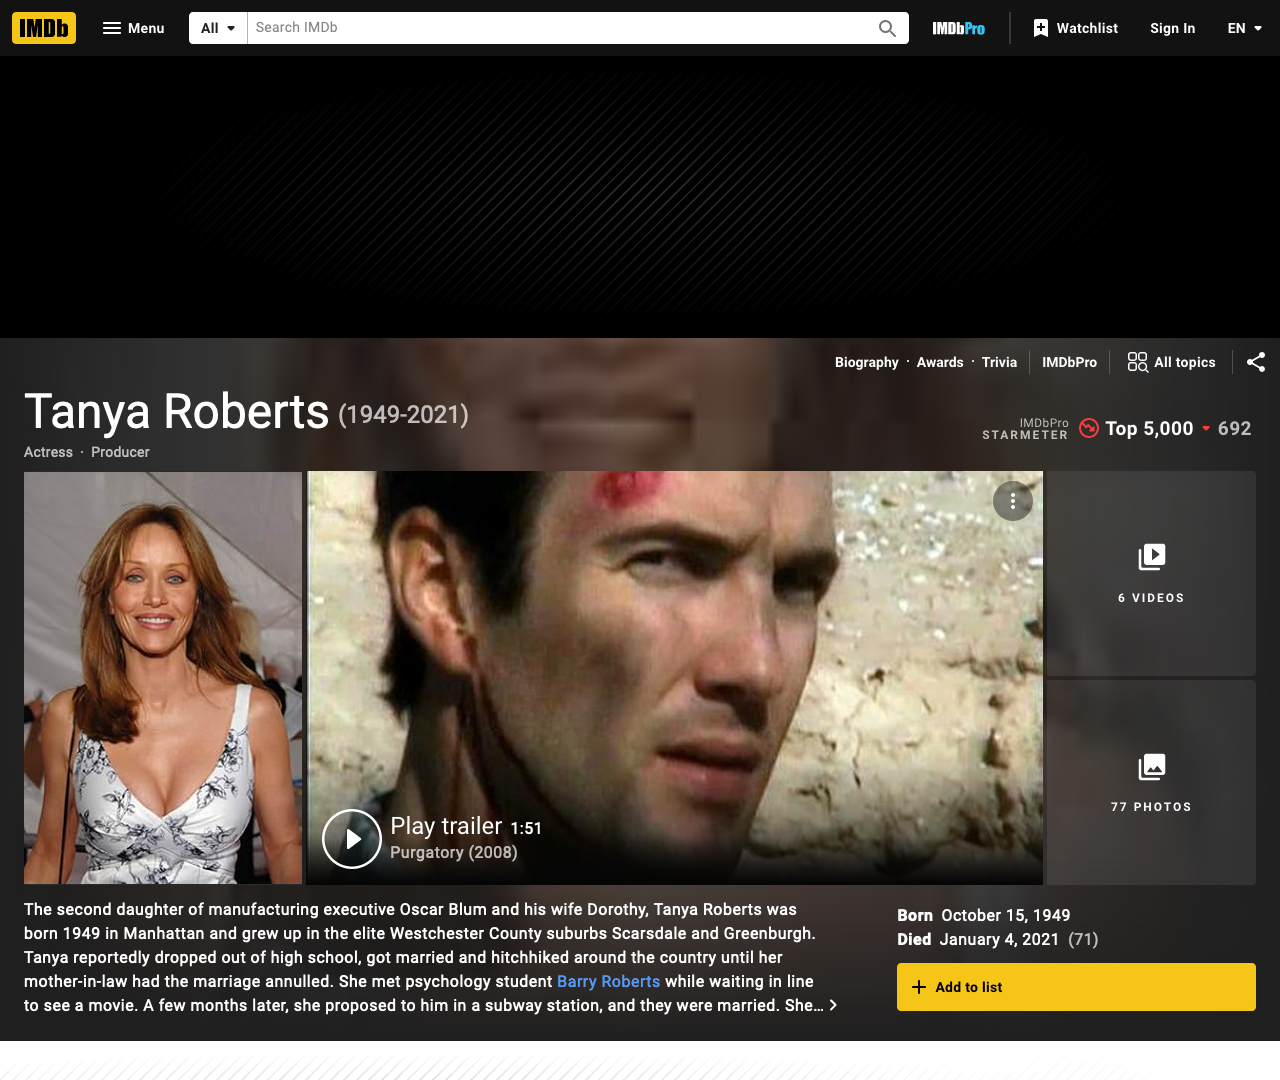 IMDb
Menu
All
Search IMDb
IMDbPro
Watchlist
Sign In
EN
Biography · Awards · Trivia
IMDbPro
All topics
Tanya Roberts (1949-2021)
Actress · Producer
IMDbPro
STARMETER
Top 5,000
692
6 VIDEOS
77 PHOTOS
Play trailer 1:51
Purgatory (2008)
The second daughter of manufacturing executive Oscar Blum and his wife Dorothy, Tanya Roberts was
born 1949 in Manhattan and grew up in the elite Westchester County suburbs Scarsdale and Greenburgh.
Tanya reportedly dropped out of high school, got married and hitchhiked around the country until her
mother-in-law had the marriage annulled. She met psychology student Barry Roberts while waiting in line
to see a movie. A few months later, she proposed to him in a subway station, and they were married. She...
Born October 15, 1949
Died January 4, 2021 (71)
Add to list